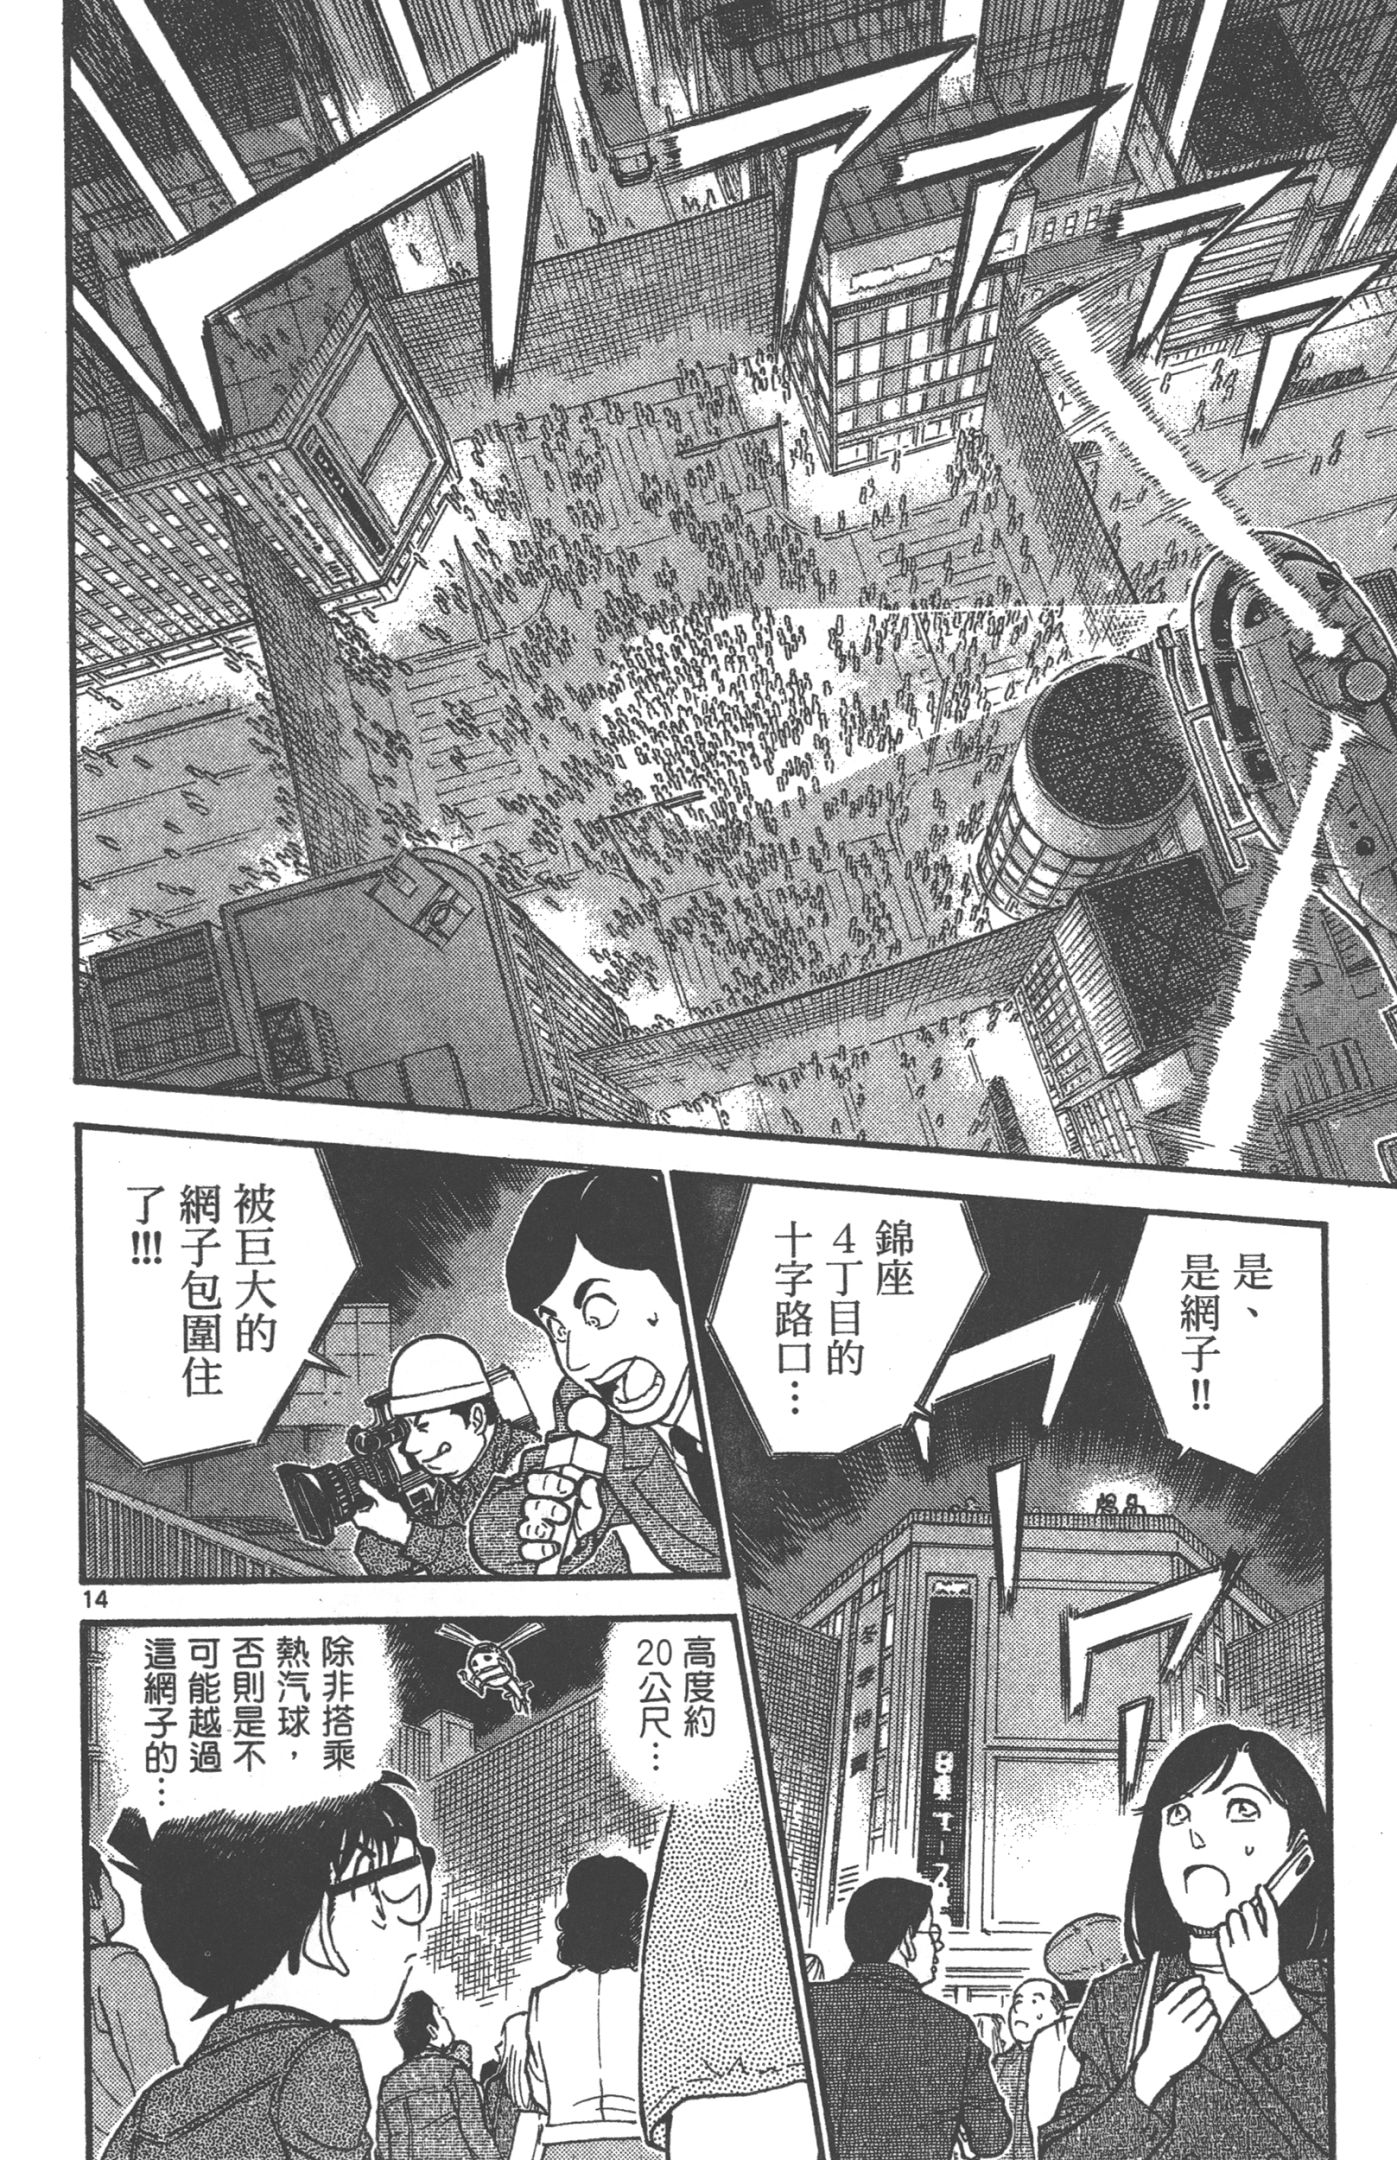 是、
是網子!!
錦座
4丁目的
十字路口…
被巨大的
網子包圍住
了!!!
14
高度約
20公尺…
除非搭乘
熱汽球，
否則是不
可能越過
這網子的…